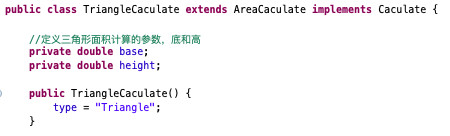 public class TriangleCaculate extends AreaCaculate implements Caculate {
//定义三角形面积计算的参数，底和高
private double base;
private double height;
public TriangleCaculate() {
type = "Triangle";
}